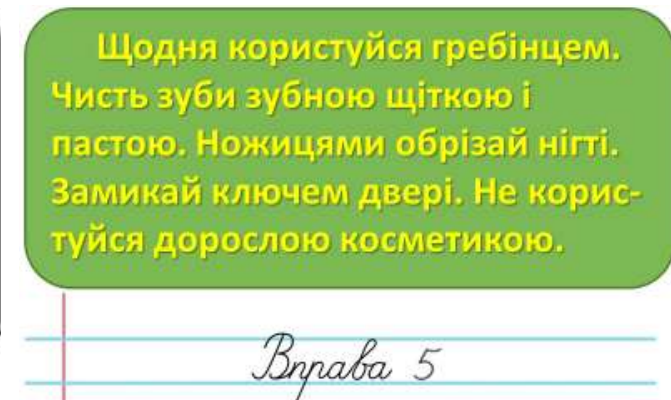 Щодня користуйся гребінцем.
Чисть зуби зубною щіткою і
пастою. Ножицями обрізай нігті.
Замикай ключем двері. Не корис-
туйся дорослою косметикою.
Вправа 5